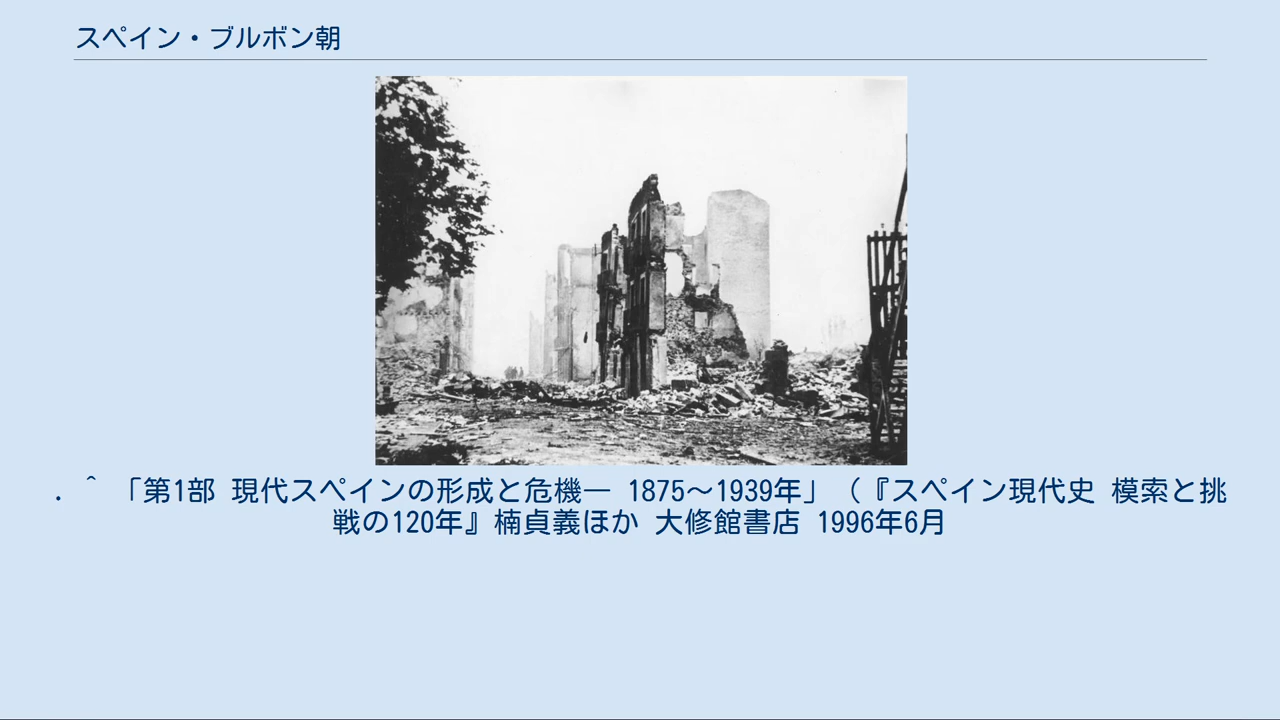 スペイン・ブルボン朝
. ^ 「第1部 現代スペインの形成と危機― 1875〜1939年」（『スペイン現代史 模索と挑
戦の120年』楠貞義ほか 大修館書店 1996年6月